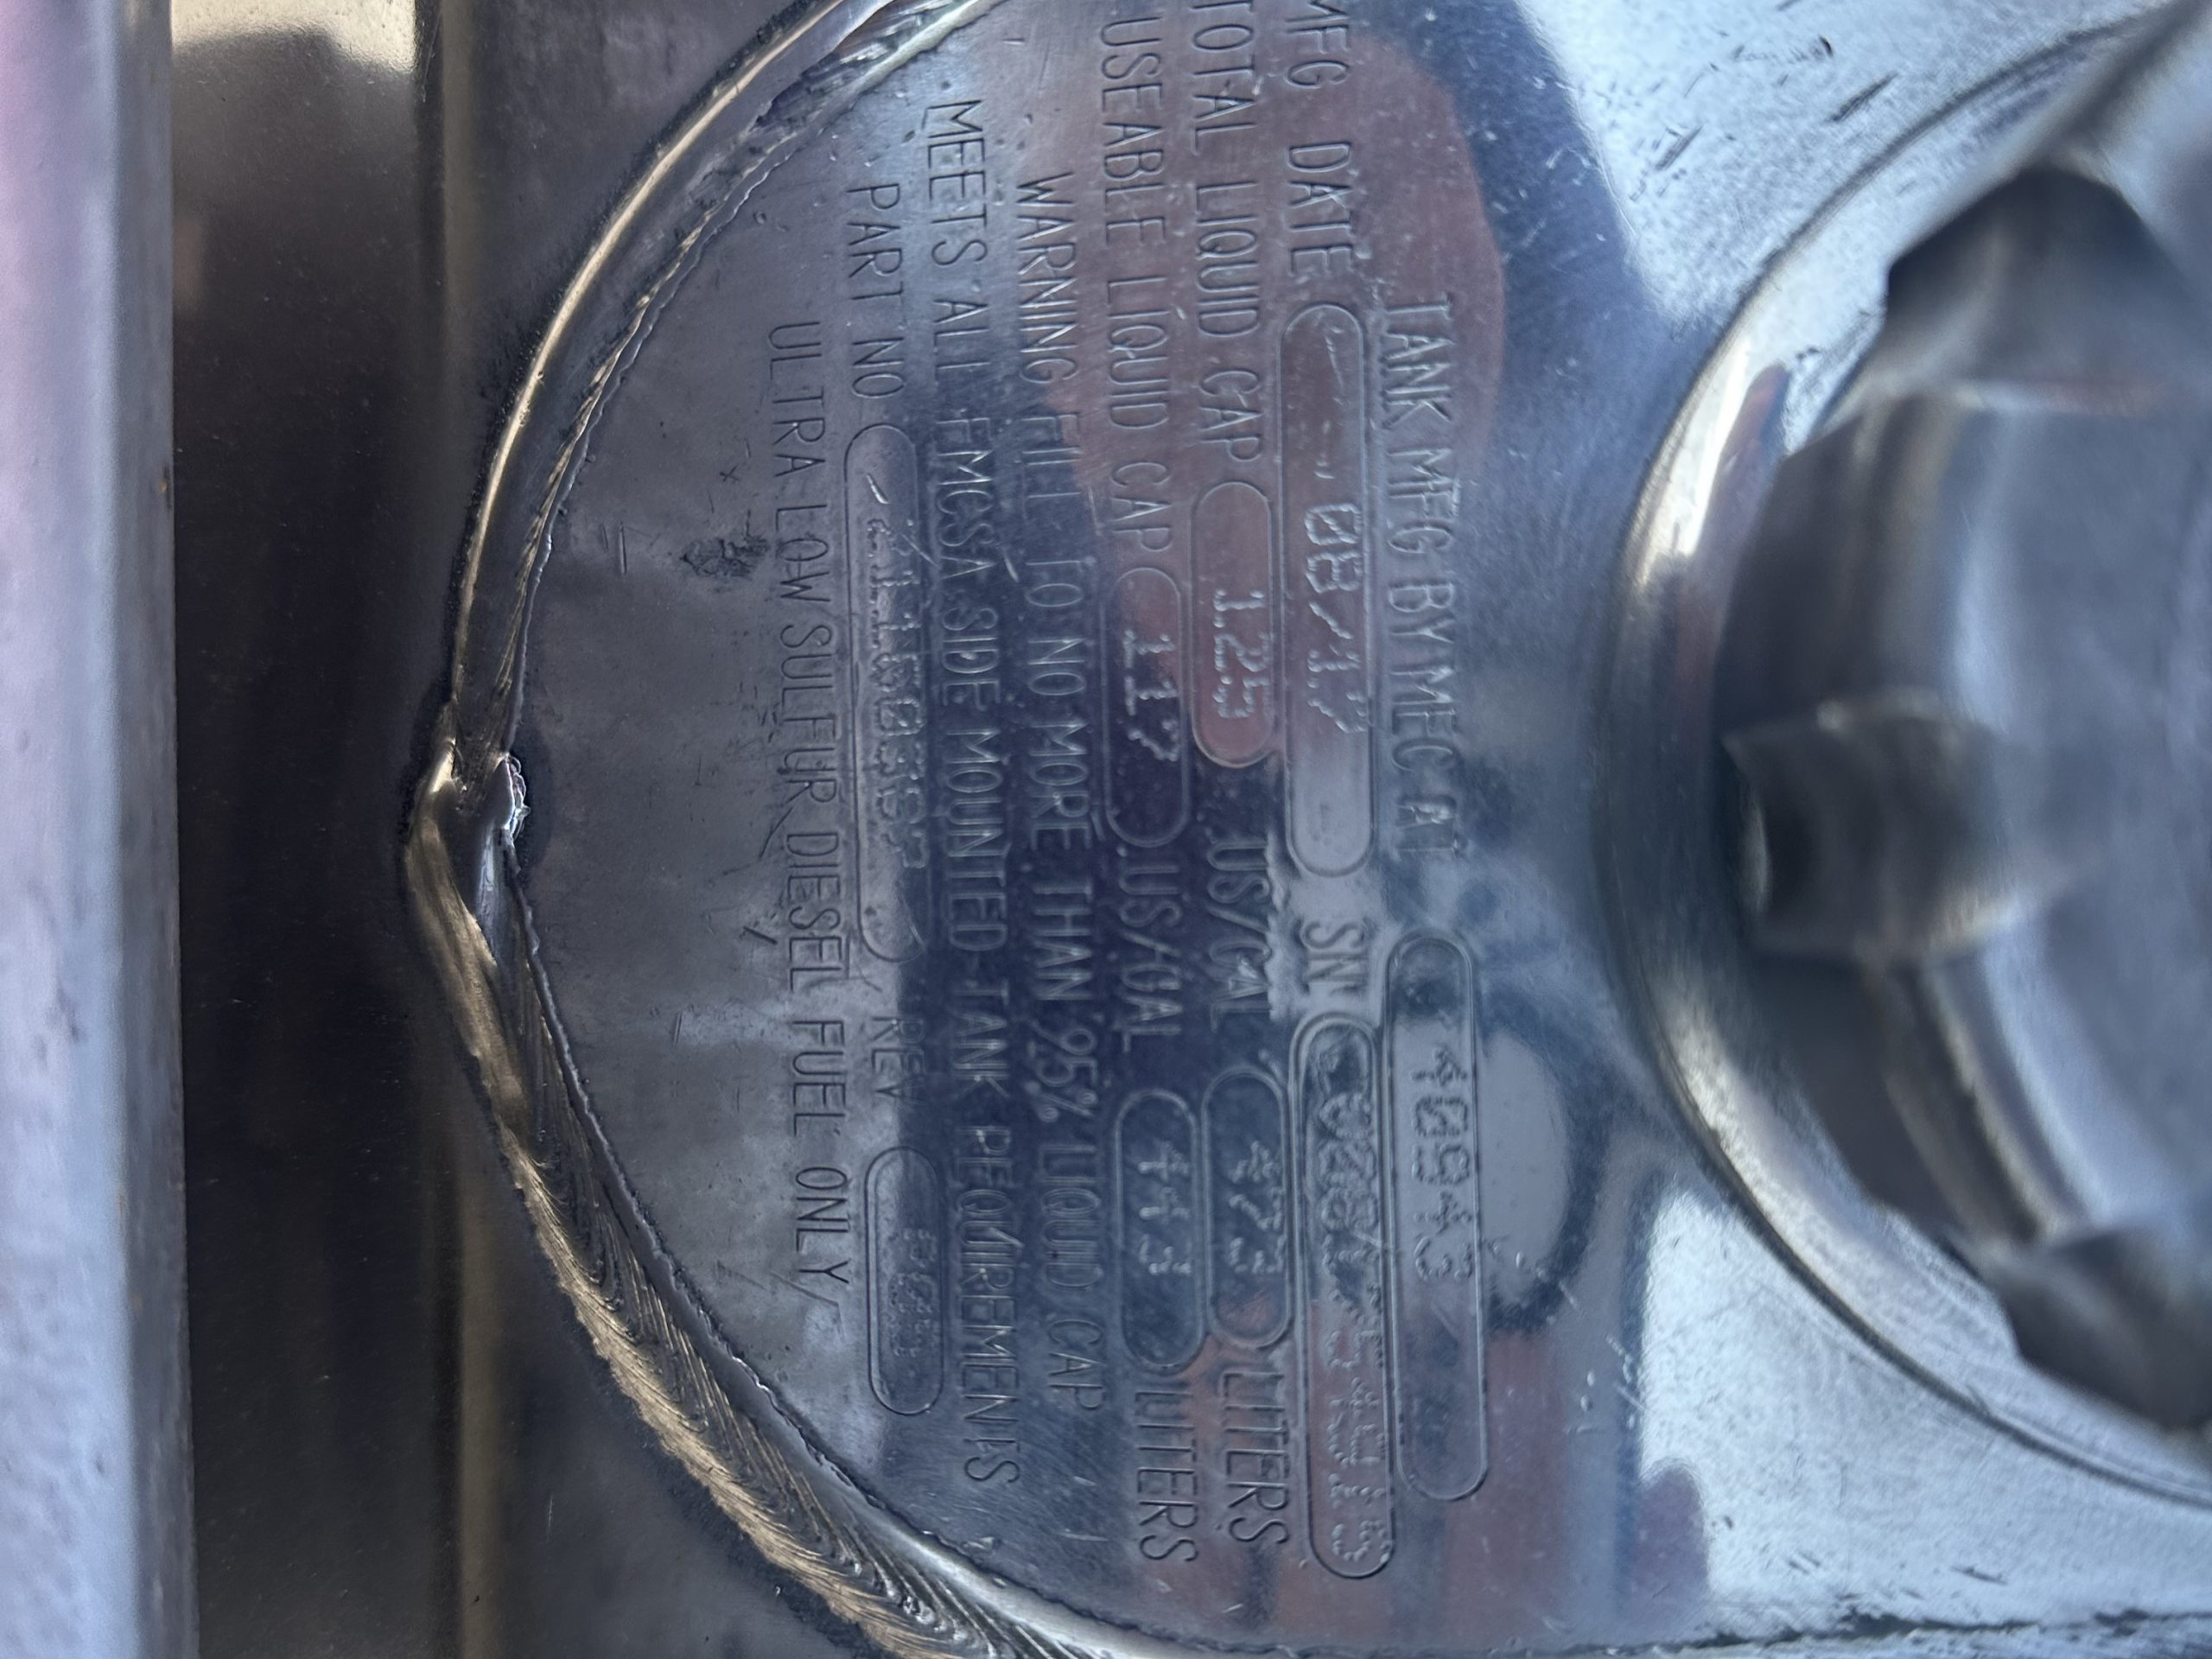 TANK MFG BY MEC AL 40943
MFG DATE 08/17 SN
TOTAL LIQUID CAP 125 US/GAL 473 LITERS
USEABLE LIQUID CAP 117 US/GAL 443 LITERS
WARNING FILL TO NO MORE THAN 95% LIQUID CAP
MEETS ALL FMCSA SIDE MOUNTED TANK REQUIREMENTS
PART NO REV
ULTRA LOW SULFUR DIESEL FUEL ONLY